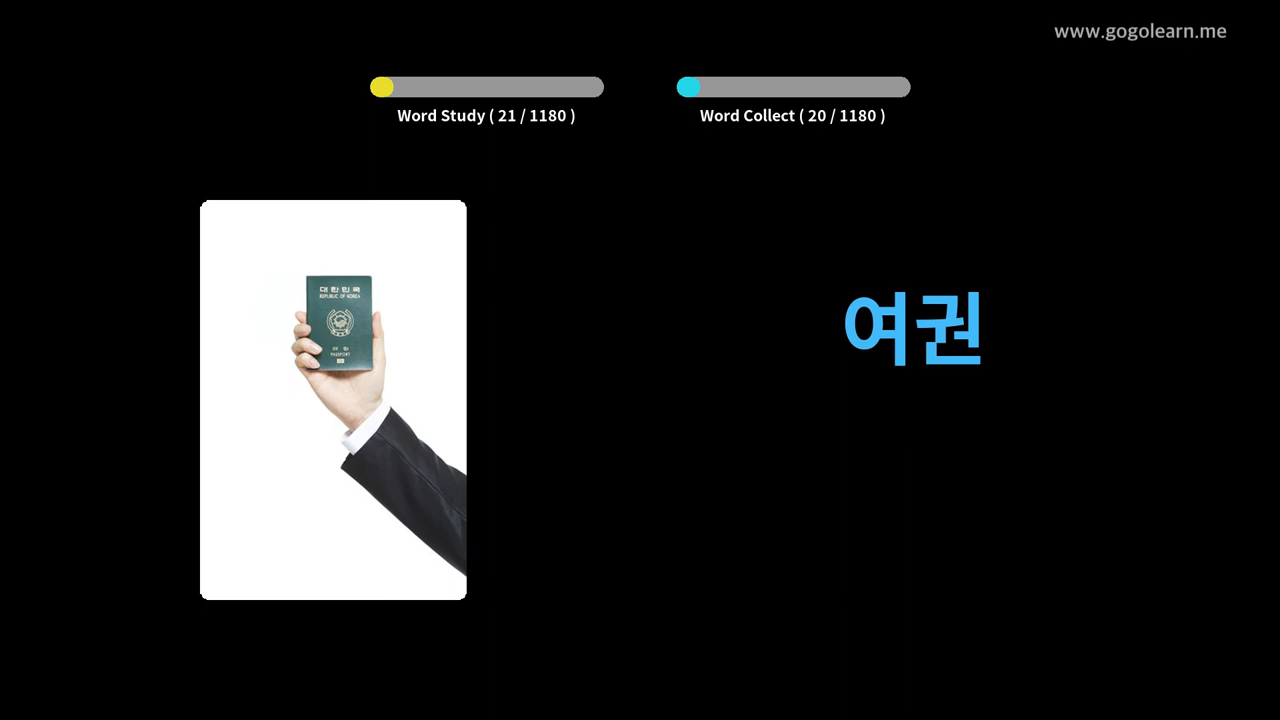 www.gogolearn.me
Word Study ( 21 / 1180 )
Word Collect ( 20 / 1180 )
대한민국
REPUBLIC OF KOREA
여권
PASSPORT
여권